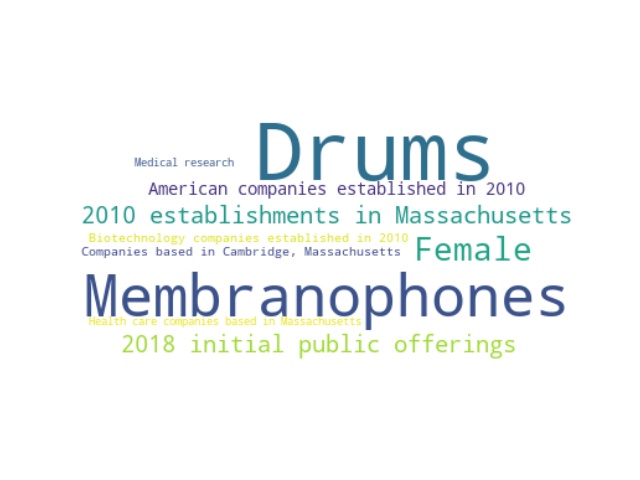 Drums
Medical research
American companies established in 2010
2010 establishments in Massachusetts
Biotechnology companies established in 2010
Female
Companies based in Cambridge, Massachusetts
Membranophones
Health care companies based in Massachusetts
2018 initial public offerings